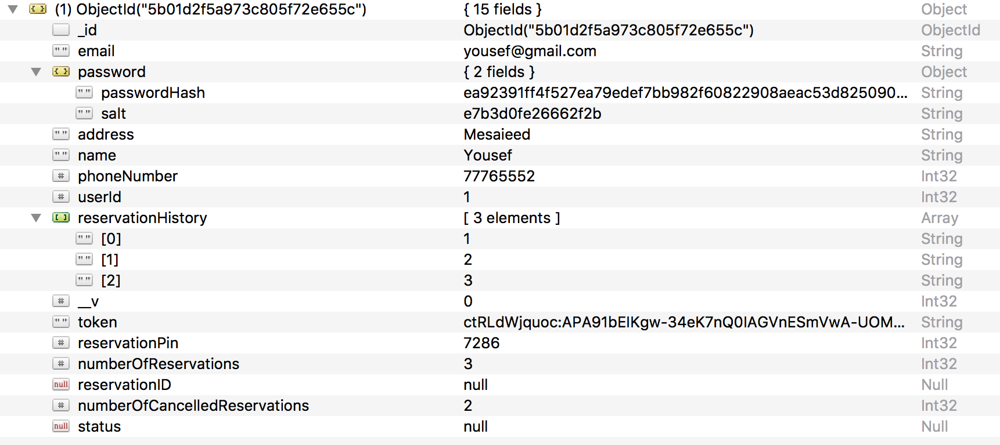 (1) ObjectId("5b01d2f5a973c805f72e655c") { 15 fields } Object
_id ObjectId("5b01d2f5a973c805f72e655c") ObjectId
"" email yousef@gmail.com String
{ } password { 2 fields } Object
"" passwordHash ea92391ff4f527ea79edef7bb982f60822908aeac53d825090... String
"" salt e7b3d0fe26662f2b String
"" address Mesaieed String
"" name Yousef String
# phoneNumber 77765552 Int32
# userId 1 Int32
[ ] reservationHistory [ 3 elements ] Array
"" [0] 1 String
"" [1] 2 String
"" [2] 3 String
# __v 0 Int32
"" token ctRLdWjquoc:APA91bElKgw-34eK7nQ0IAGVnESmVwA-UOM... String
# reservationPin 7286 Int32
# numberOfReservations 3 Int32
null reservationID null Null
# numberOfCancelledReservations 2 Int32
null status null Null